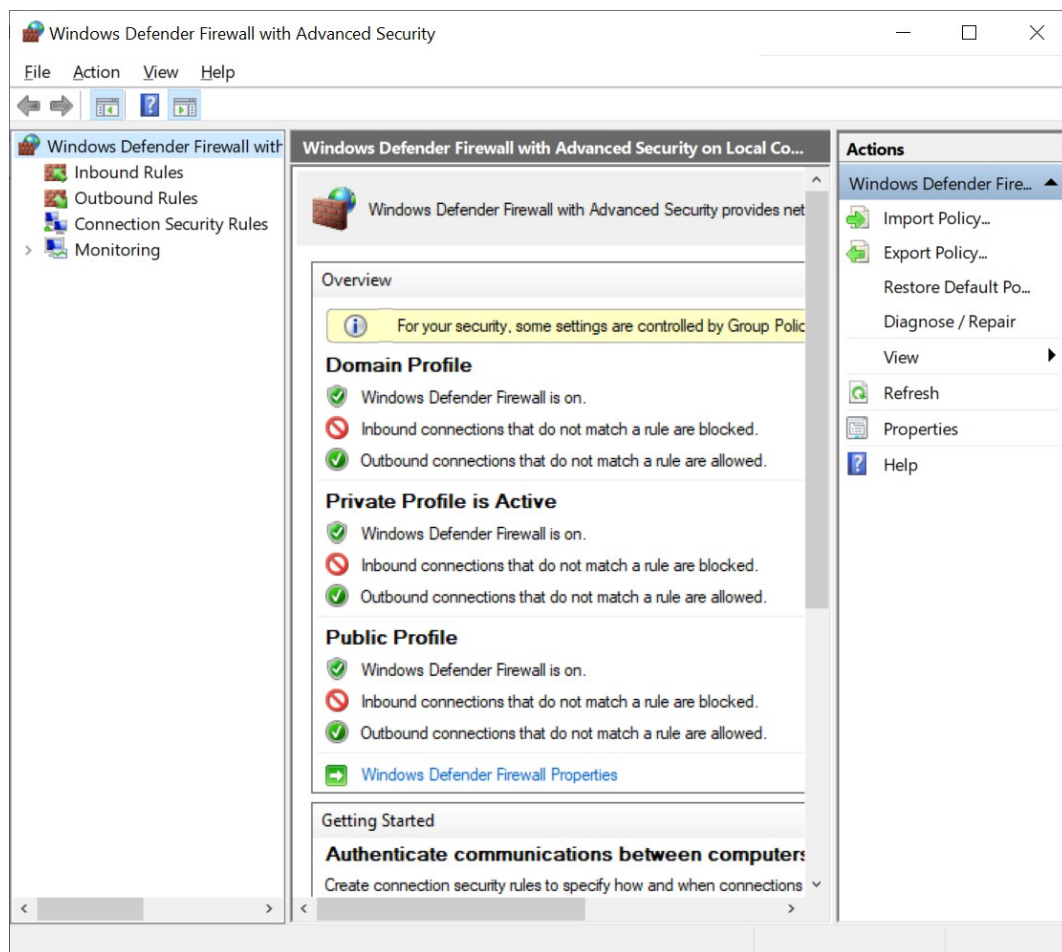 Windows Defender Firewall with Advanced Security
File Action View Help
Windows Defender Firewall with
Inbound Rules
Outbound Rules
Connection Security Rules
Monitoring
Windows Defender Firewall with Advanced Security on Local Co...
Windows Defender Firewall with Advanced Security provides net
Overview
For your security, some settings are controlled by Group Polic
Domain Profile
Windows Defender Firewall is on.
Inbound connections that do not match a rule are blocked.
Outbound connections that do not match a rule are allowed.
Private Profile is Active
Windows Defender Firewall is on.
Inbound connections that do not match a rule are blocked.
Outbound connections that do not match a rule are allowed.
Public Profile
Windows Defender Firewall is on.
Inbound connections that do not match a rule are blocked.
Outbound connections that do not match a rule are allowed.
Windows Defender Firewall Properties
Getting Started
Authenticate communications between computers
Create connection security rules to specify how and when connections
Actions
Windows Defender Fire...
Import Policy...
Export Policy...
Restore Default Po...
Diagnose / Repair
View
Refresh
Properties
Help